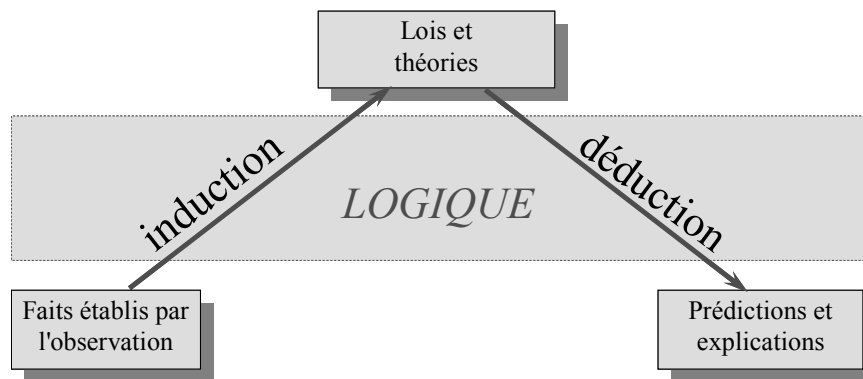 Lois et
théories
induction
déduction
LOGIQUE
Faits établis par
l'observation
Prédictions et
explications